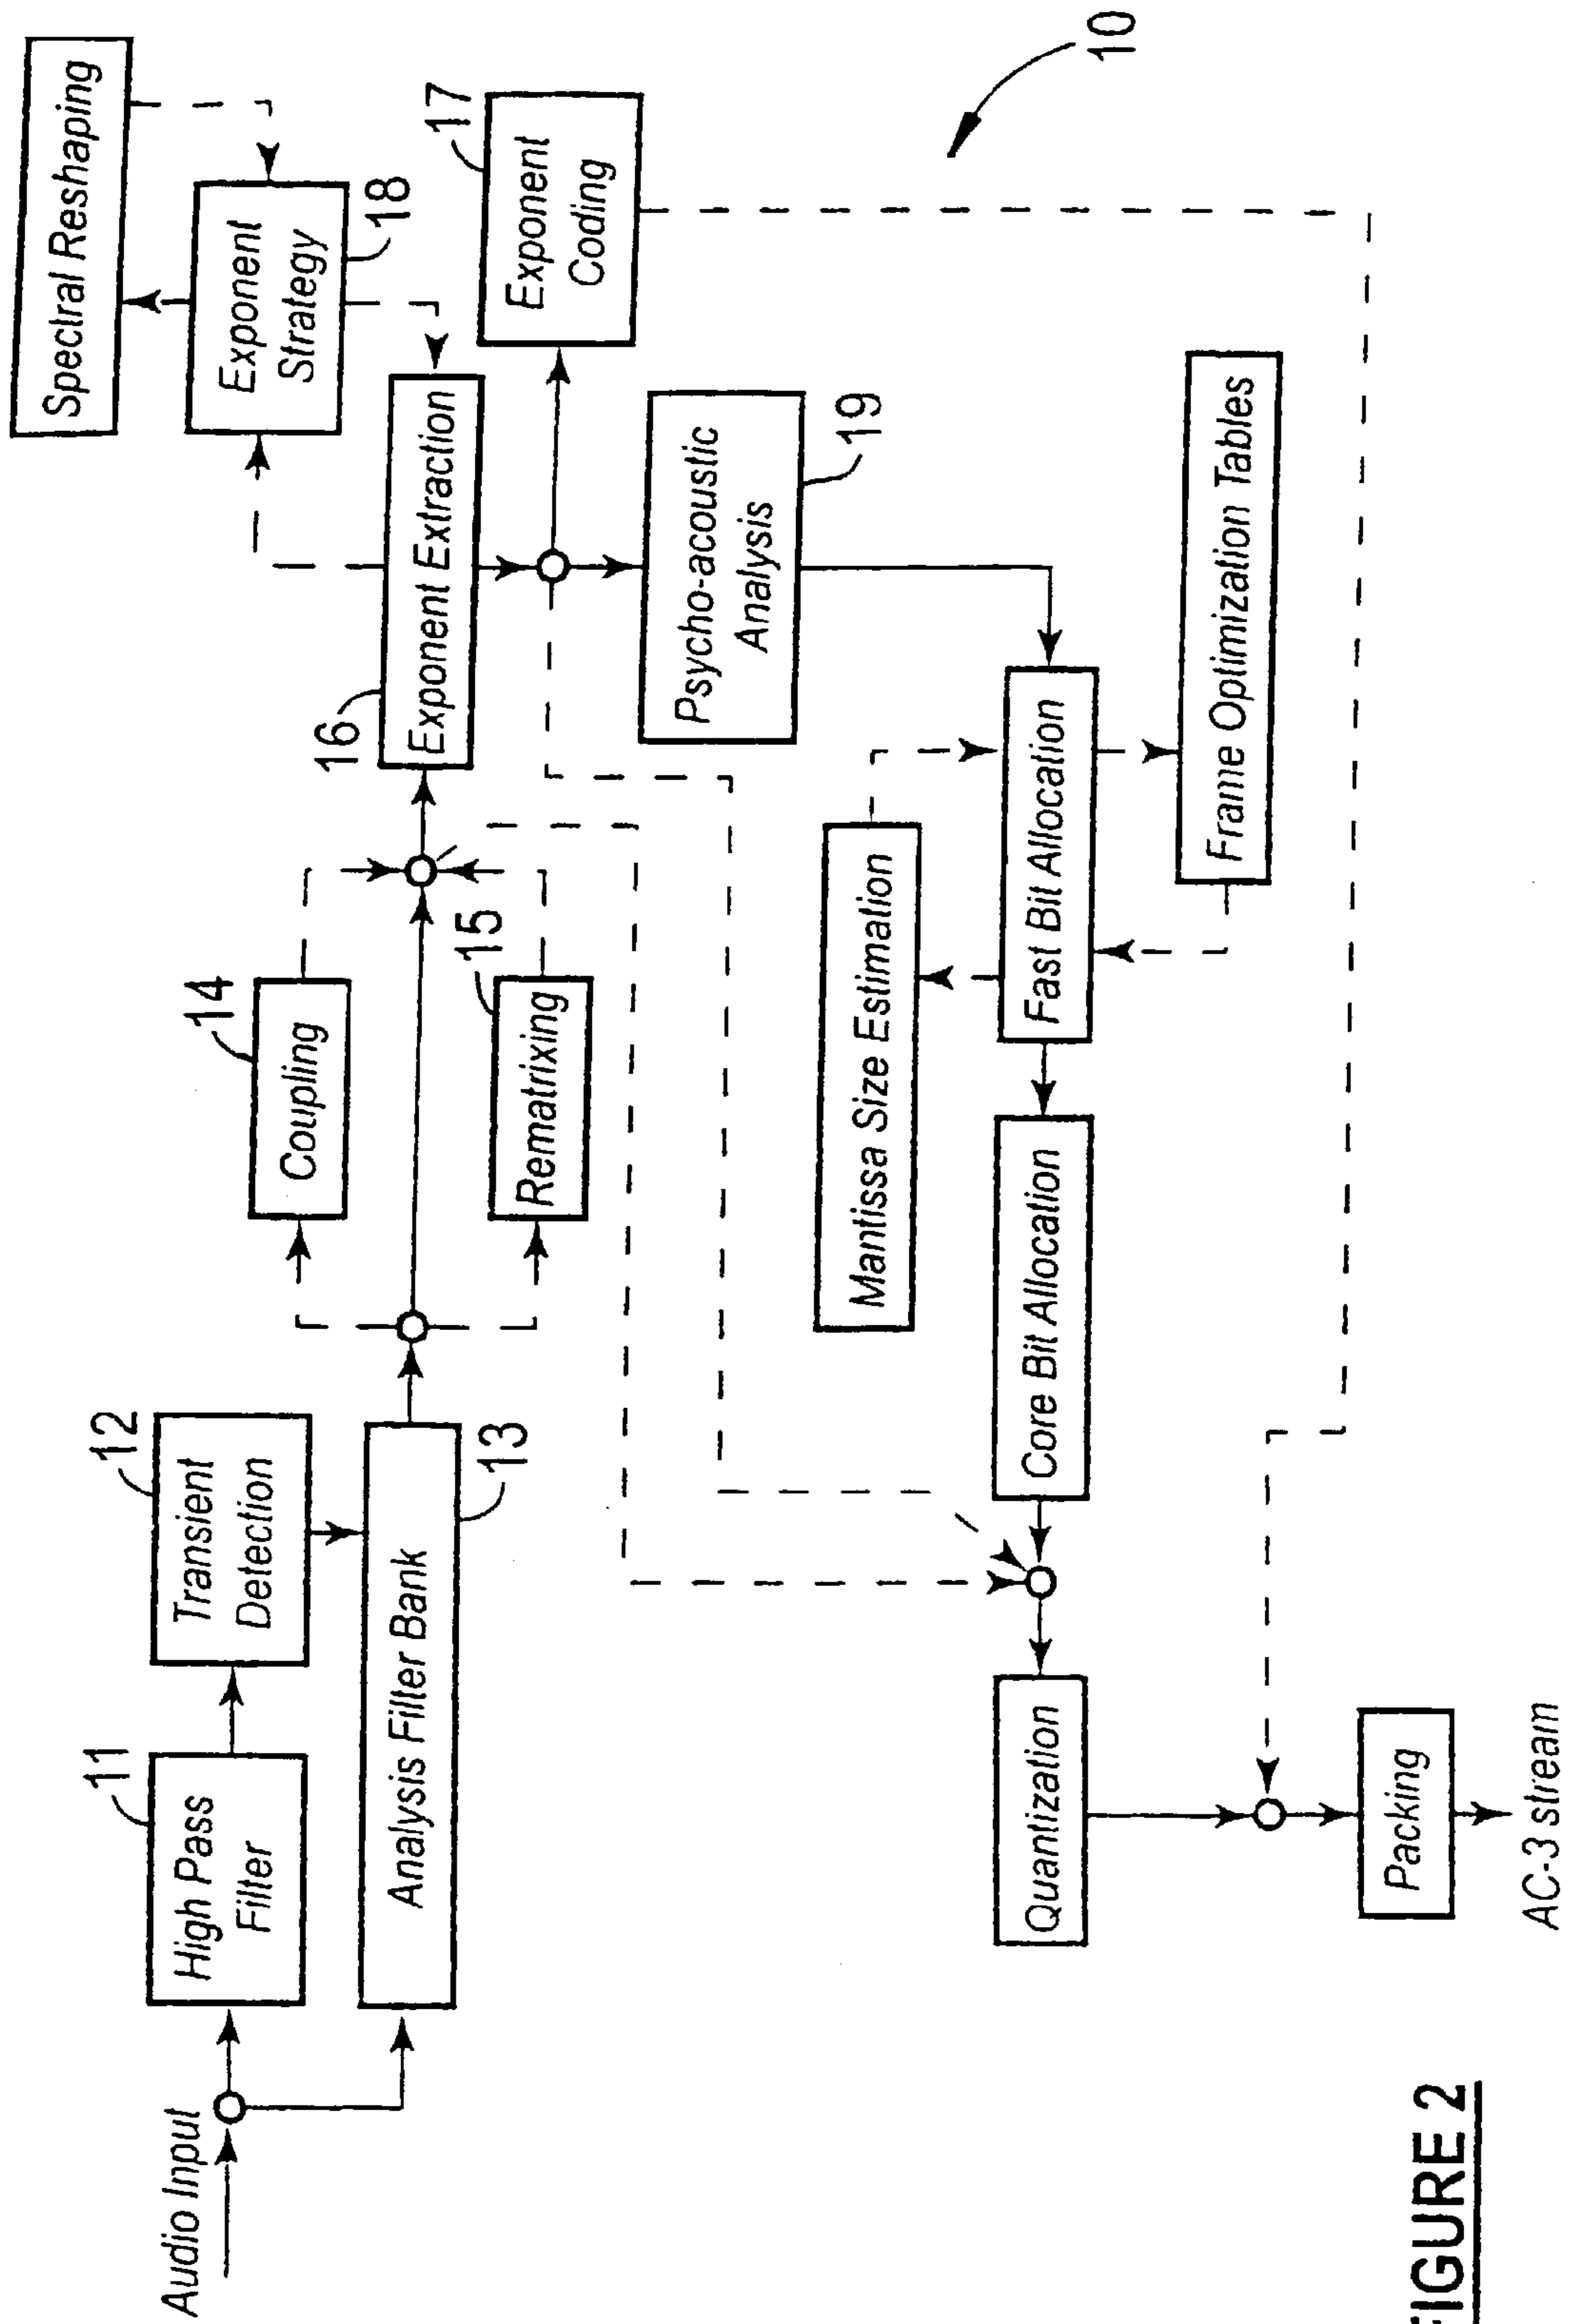 Audio Input
11
High Pass
Filter
12
Transient
Detection
Analysis Filter Bank
13
14
Coupling
15
Rematrixing
16
Exponent Extraction
Spectral Reshaping
Exponent
Strategy
18
17
Exponent
Coding
Psycho-acoustic
Analysis
19
10
Mantissa Size Estimation
Fast Bit Allocation
Frame Optimization Tables
Core Bit Allocation
Quantization
Packing
AC-3 stream
FIGURE 2